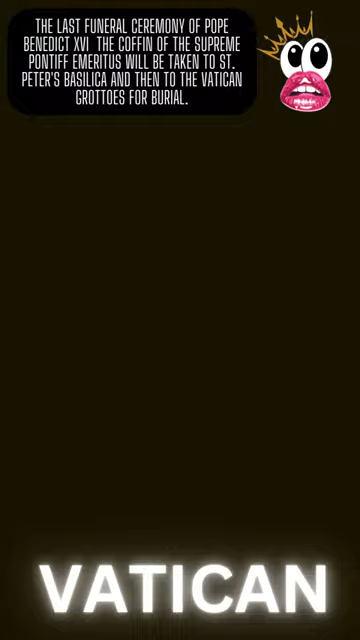 THE LAST FUNERAL CEREMONY OF POPE
BENEDICT XVI THE COFFIN OF THE SUPREME
PONTIFF EMERITUS WILL BE TAKEN TO ST.
PETER'S BASILICA AND THEN TO THE VATICAN
GROTTOES FOR BURIAL.
VATICAN